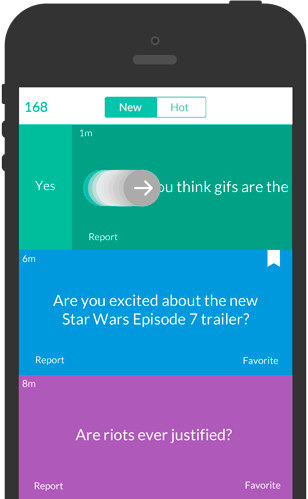 168
New
Hot
1m
Yes
ou think gifs are the
Report
6m
Are you excited about the new
Star Wars Episode 7 trailer?
Report
Favorite
8m
Are riots ever justified?
Report
Favorite